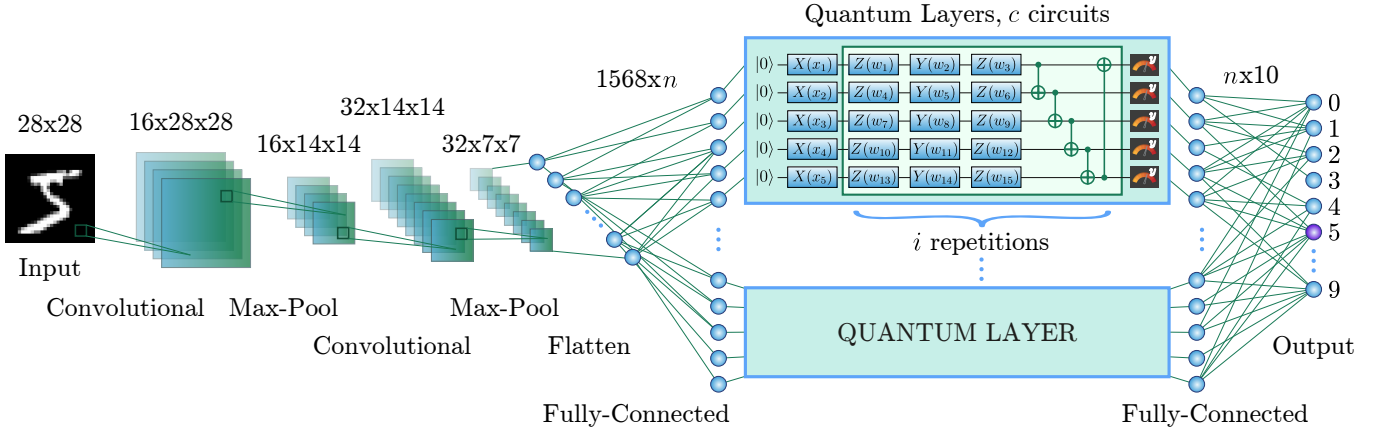 Quantum Layers, c circuits
28x28
16x28x28
16x14x14
32x14x14
32x7x7
1568xn
nx10
|0⟩ X(x₁) Z(w₁) Y(w₂) Z(w₃)
|0⟩ X(x₂) Z(w₄) Y(w₅) Z(w₆)
|0⟩ X(x₃) Z(w₇) Y(w₈) Z(w₉)
|0⟩ X(x₄) Z(w₁₀) Y(w₁₁) Z(w₁₂)
|0⟩ X(x₅) Z(w₁₃) Y(w₁₄) Z(w₁₅)
i repetitions
QUANTUM LAYER
0
1
2
3
4
5
9
Input
Convolutional
Max-Pool
Convolutional
Max-Pool
Flatten
Fully-Connected
Fully-Connected
Output